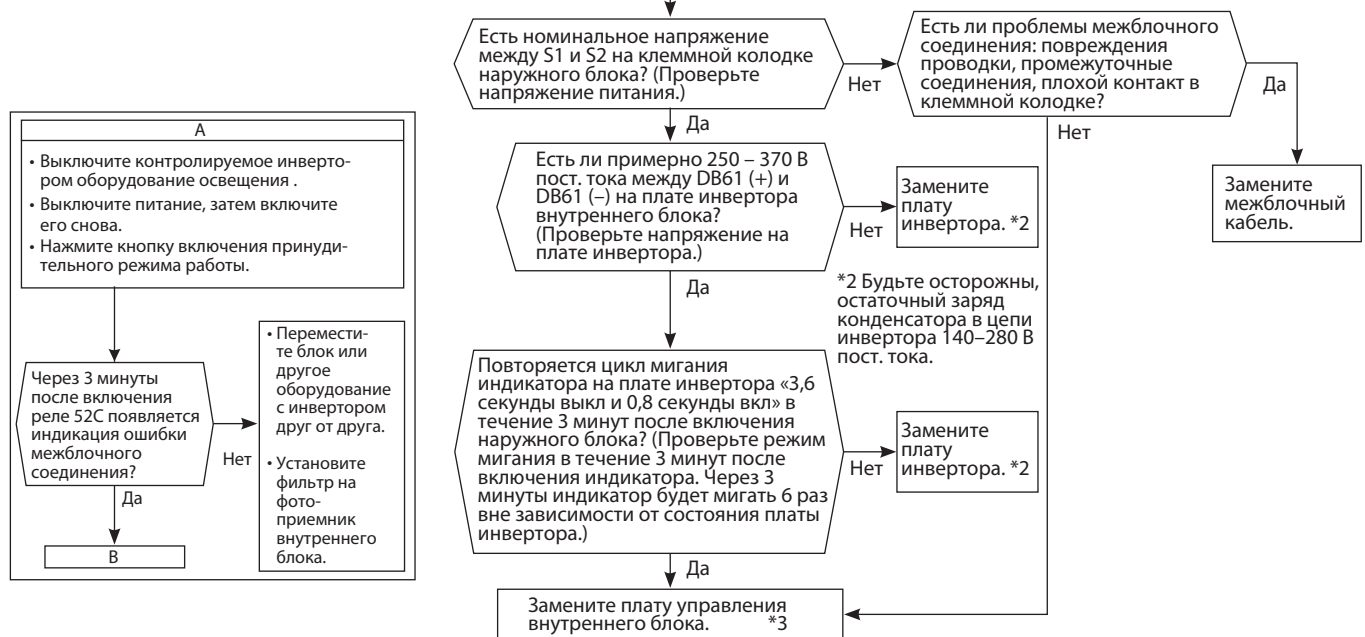 Есть номинальное напряжение
между S1 и S2 на клеммной колодке
наружного блока? (Проверьте
напряжение питания.)
Нет
Есть ли проблемы межблочного
соединения: повреждения
проводки, промежуточные
соединения, плохой контакт в
клеммной колодке?
Да
Нет
Замените
межблочный
кабель.
Да
Есть ли примерно 250 – 370 В
пост. тока между DB61 (+) и
DB61 (–) на плате инвертора
внутреннего блока?
(Проверьте напряжение на
плате инвертора.)
Нет
Замените
плату
инвертора. *2
*2 Будьте осторожны,
остаточный заряд
конденсатора в цепи
инвертора 140–280 В
пост. тока.
Да
Повторяется цикл мигания
индикатора на плате инвертора «3,6
секунды выкл и 0,8 секунды вкл» в
течение 3 минут после включения
наружного блока? (Проверьте режим
мигания в течение 3 минут после
включения индикатора. Через 3
минуты индикатор будет мигать 6 раз
вне зависимости от состояния платы
инвертора.)
Нет
Замените
плату
инвертора. *2
Да
Замените плату управления
внутреннего блока. *3
A
• Выключите контролируемое инверто-
ром оборудование освещения .
• Выключите питание, затем включите
его снова.
• Нажмите кнопку включения принуди-
тельного режима работы.
Через 3 минуты
после включения
реле 52C появляется
индикация ошибки
межблочного
соединения?
Нет
• Перемести-
те блок или
другое
оборудование
с инвертором
друг от друга.
• Установите
фильтр на
фото-
приемник
внутреннего
блока.
Да
B